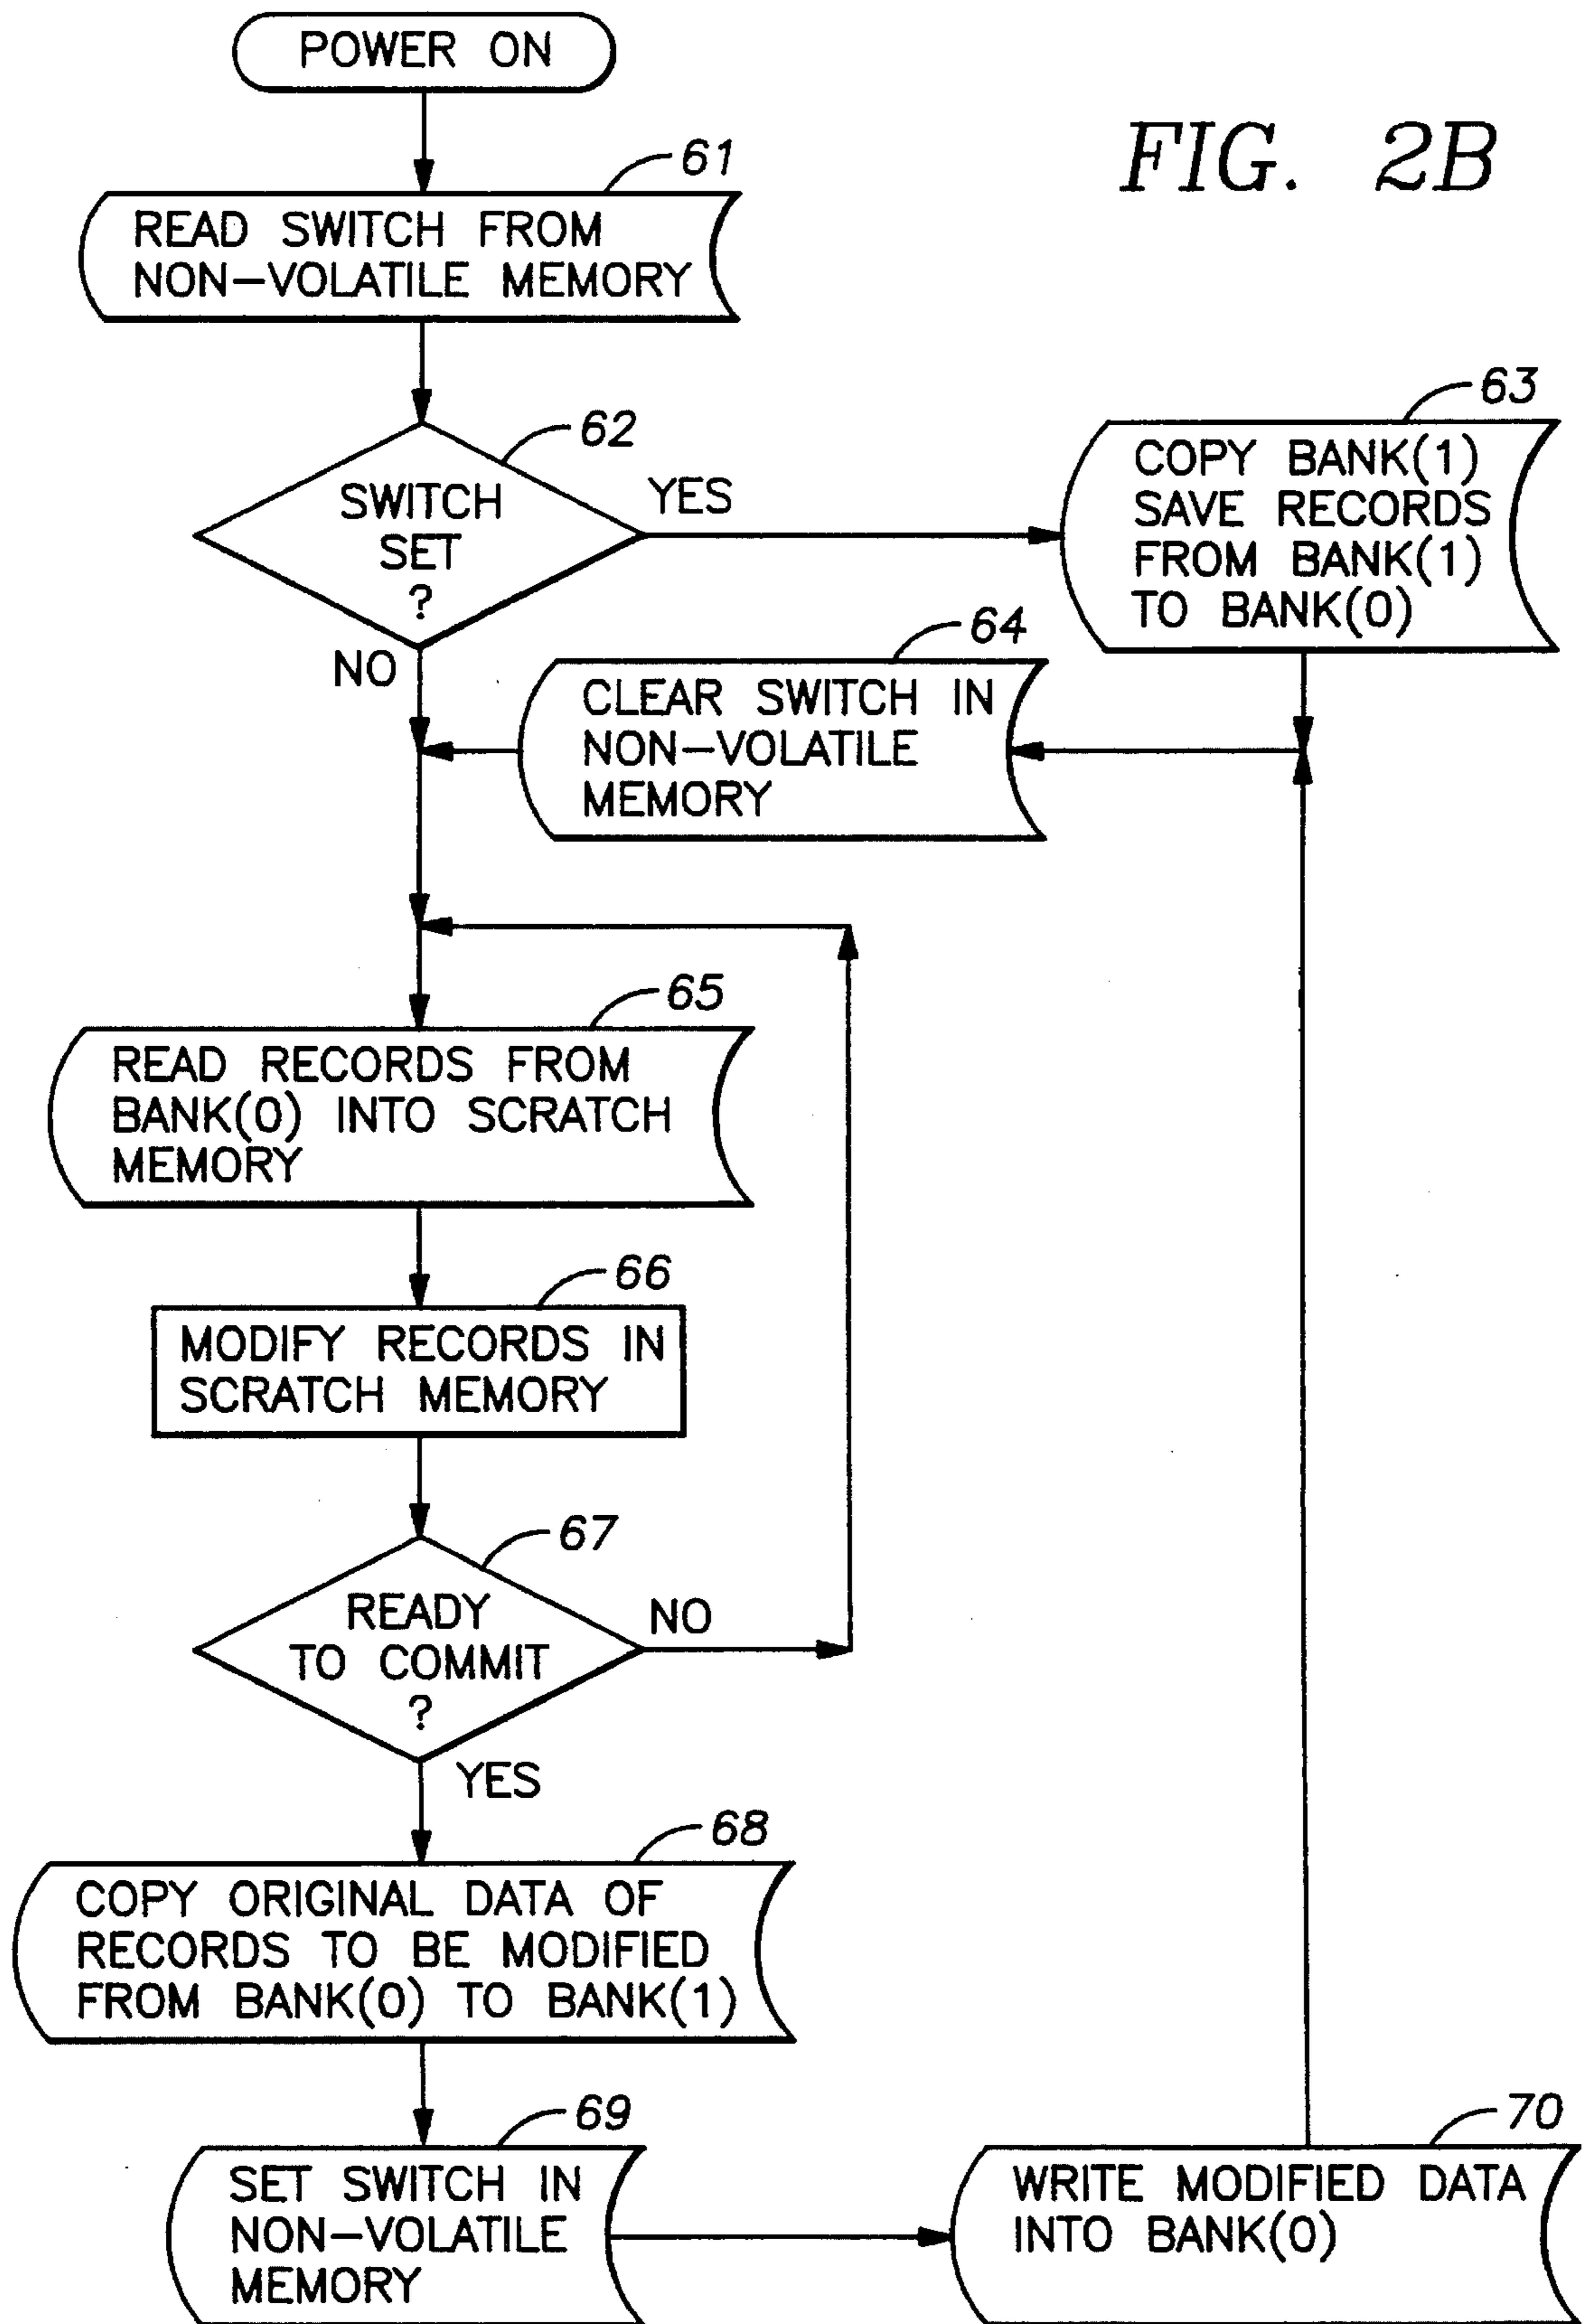 POWER ON
FIG. 2B
61
READ SWITCH FROM
NON-VOLATILE MEMORY
62
SWITCH
SET
?
YES
NO
63
COPY BANK(1)
SAVE RECORDS
FROM BANK(1)
TO BANK(0)
64
CLEAR SWITCH IN
NON-VOLATILE
MEMORY
65
READ RECORDS FROM
BANK(0) INTO SCRATCH
MEMORY
66
MODIFY RECORDS IN
SCRATCH MEMORY
67
READY
TO COMMIT
?
NO
YES
68
COPY ORIGINAL DATA OF
RECORDS TO BE MODIFIED
FROM BANK(0) TO BANK(1)
69
SET SWITCH IN
NON-VOLATILE
MEMORY
70
WRITE MODIFIED DATA
INTO BANK(0)